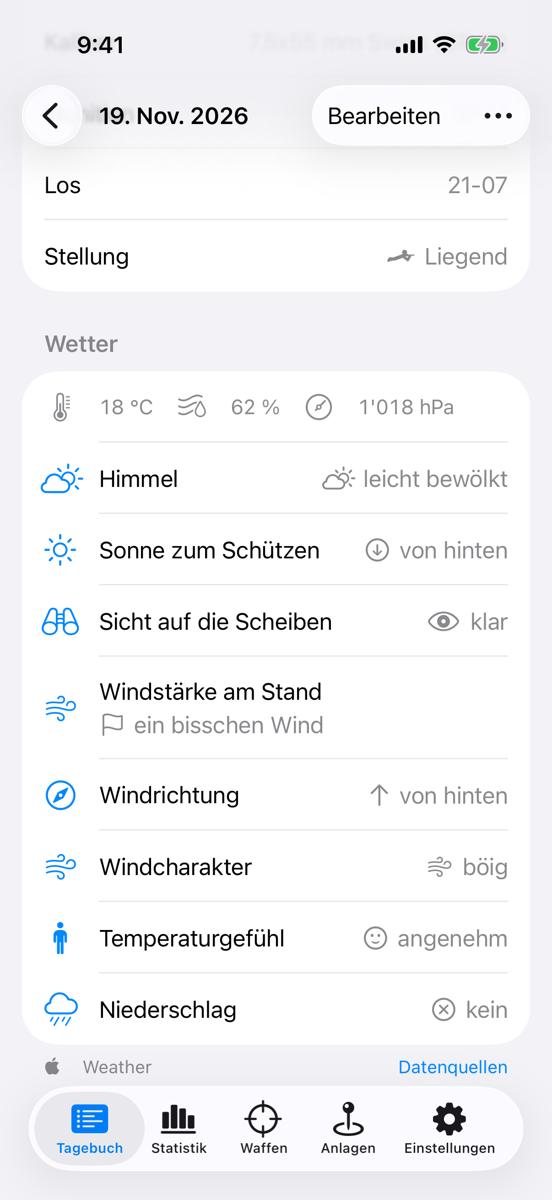 9:41
19. Nov. 2026
Bearbeiten
Los
21-07
Stellung
Liegend
Wetter
18 °C
62 %
1'018 hPa
Himmel
leicht bewölkt
Sonne zum Schützen
von hinten
Sicht auf die Scheiben
klar
Windstärke am Stand
ein bisschen Wind
Windrichtung
von hinten
Windcharakter
böig
Temperaturgefühl
angenehm
Niederschlag
kein
Weather
Datenquellen
Tagebuch
Statistik
Waffen
Anlagen
Einstellungen